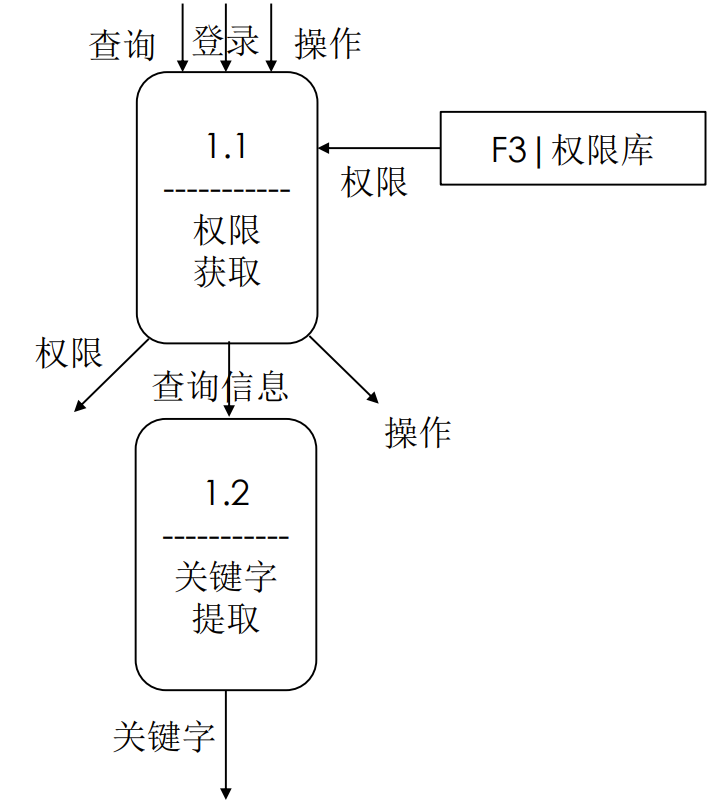 查询
登录
操作
1.1
-----------
权限
获取
F3|权限库
权限
权限
查询信息
操作
1.2
-----------
关键字
提取
关键字